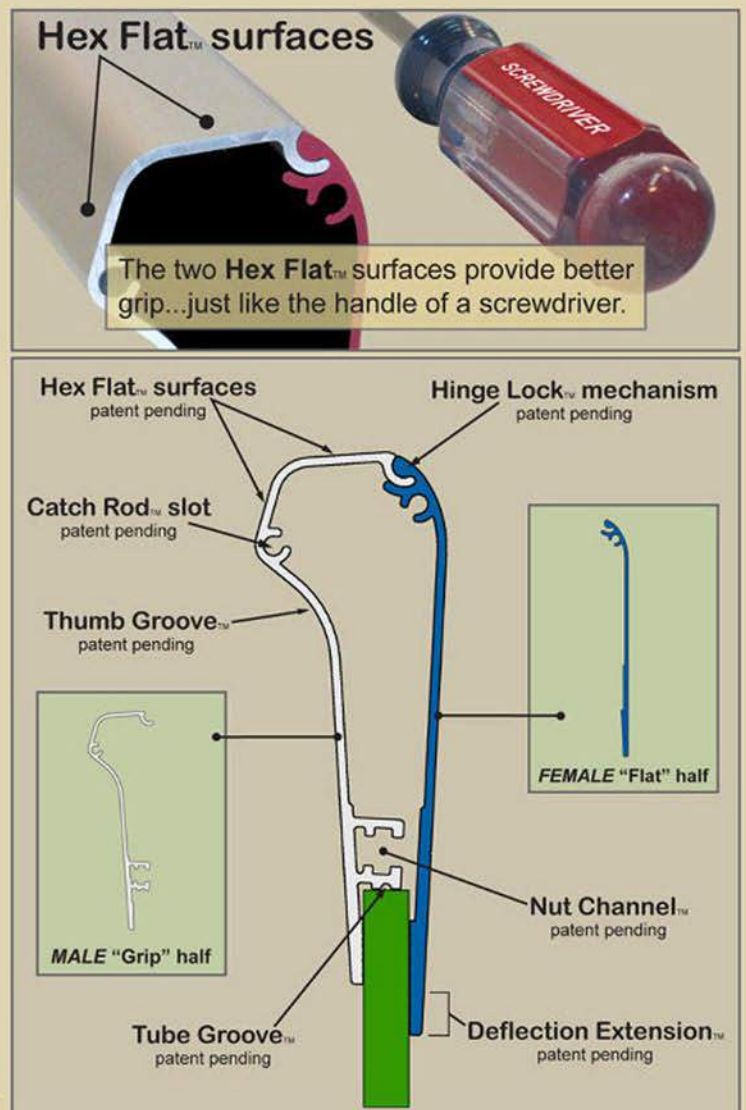 Hex Flat™ surfaces
SCREWDRIVER
The two Hex Flat™ surfaces provide better
grip...just like the handle of a screwdriver.
Hex Flat™ surfaces
patent pending
Hinge Lock™ mechanism
patent pending
Catch Rod™ slot
patent pending
Thumb Groove™
patent pending
FEMALE "Flat" half
MALE "Grip" half
Nut Channel™
patent pending
Tube Groove™
patent pending
Deflection Extension™
patent pending